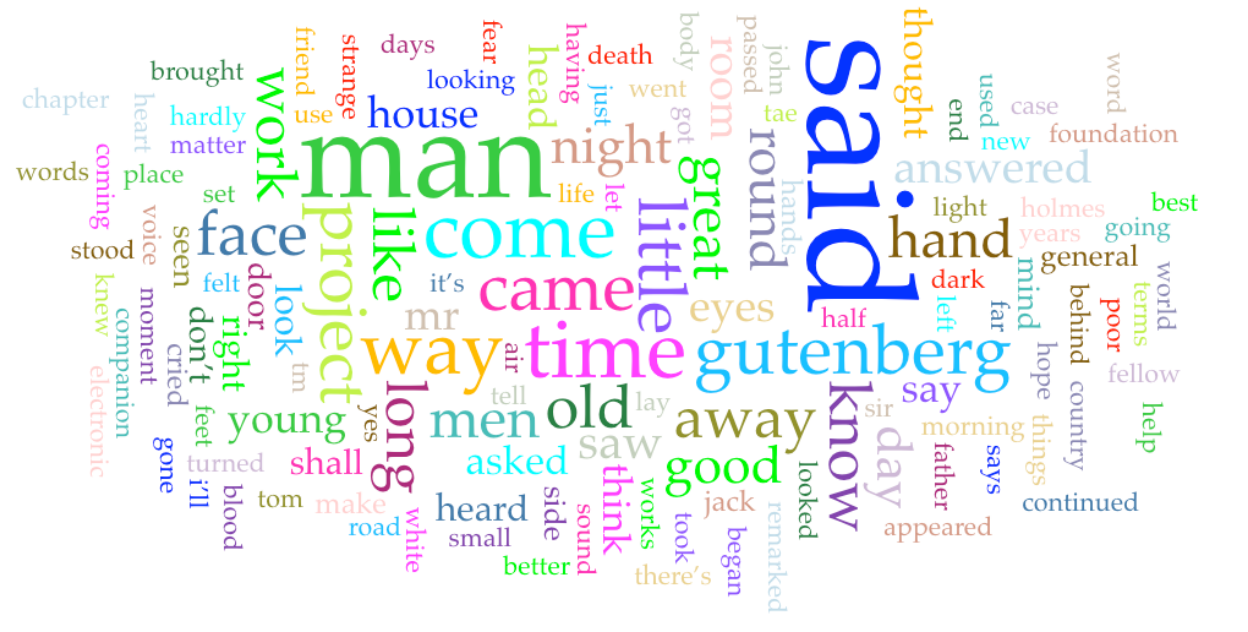 said
man
gutenberg
time
come
way
project
came
little
know
old
long
hand
men
away
great
round
night
like
work
face
good
day
house
answered
thought
room
head
eyes
mr
saw
think
young
asked
heard
say
shall
right
look
door
seen
don't
brought
chapter
heart
hardly
matter
words
coming
place
set
stood
voice
knew
companion
moment
felt
cried
electronic
feet
gone
turned
i'll
blood
tom
make
road
white
small
side
sound
better
works
took
there's
began
jack
remarked
looked
appeared
father
says
continued
morning
things
country
help
hope
fellow
poor
behind
terms
world
general
mind
far
left
half
dark
years
holmes
going
best
light
foundation
new
case
word
used
end
tae
john
passed
body
went
got
just
death
having
fear
looking
days
strange
friend
use
life
let
hands
it's
air
tm
yes
tell
lay
sir